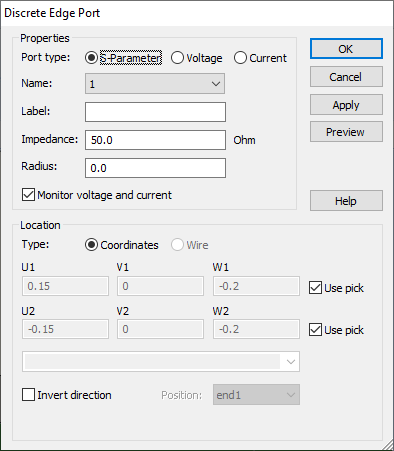 Discrete Edge Port
Properties
Port type: S-Parameter Voltage Current
Name: 1
Label:
Impedance: 50.0 Ohm
Radius: 0.0
Monitor voltage and current
OK
Cancel
Apply
Preview
Help
Location
Type: Coordinates Wire
U1 V1 W1
0.15 0 -0.2 Use pick
U2 V2 W2
-0.15 0 -0.2 Use pick
Invert direction Position: end1